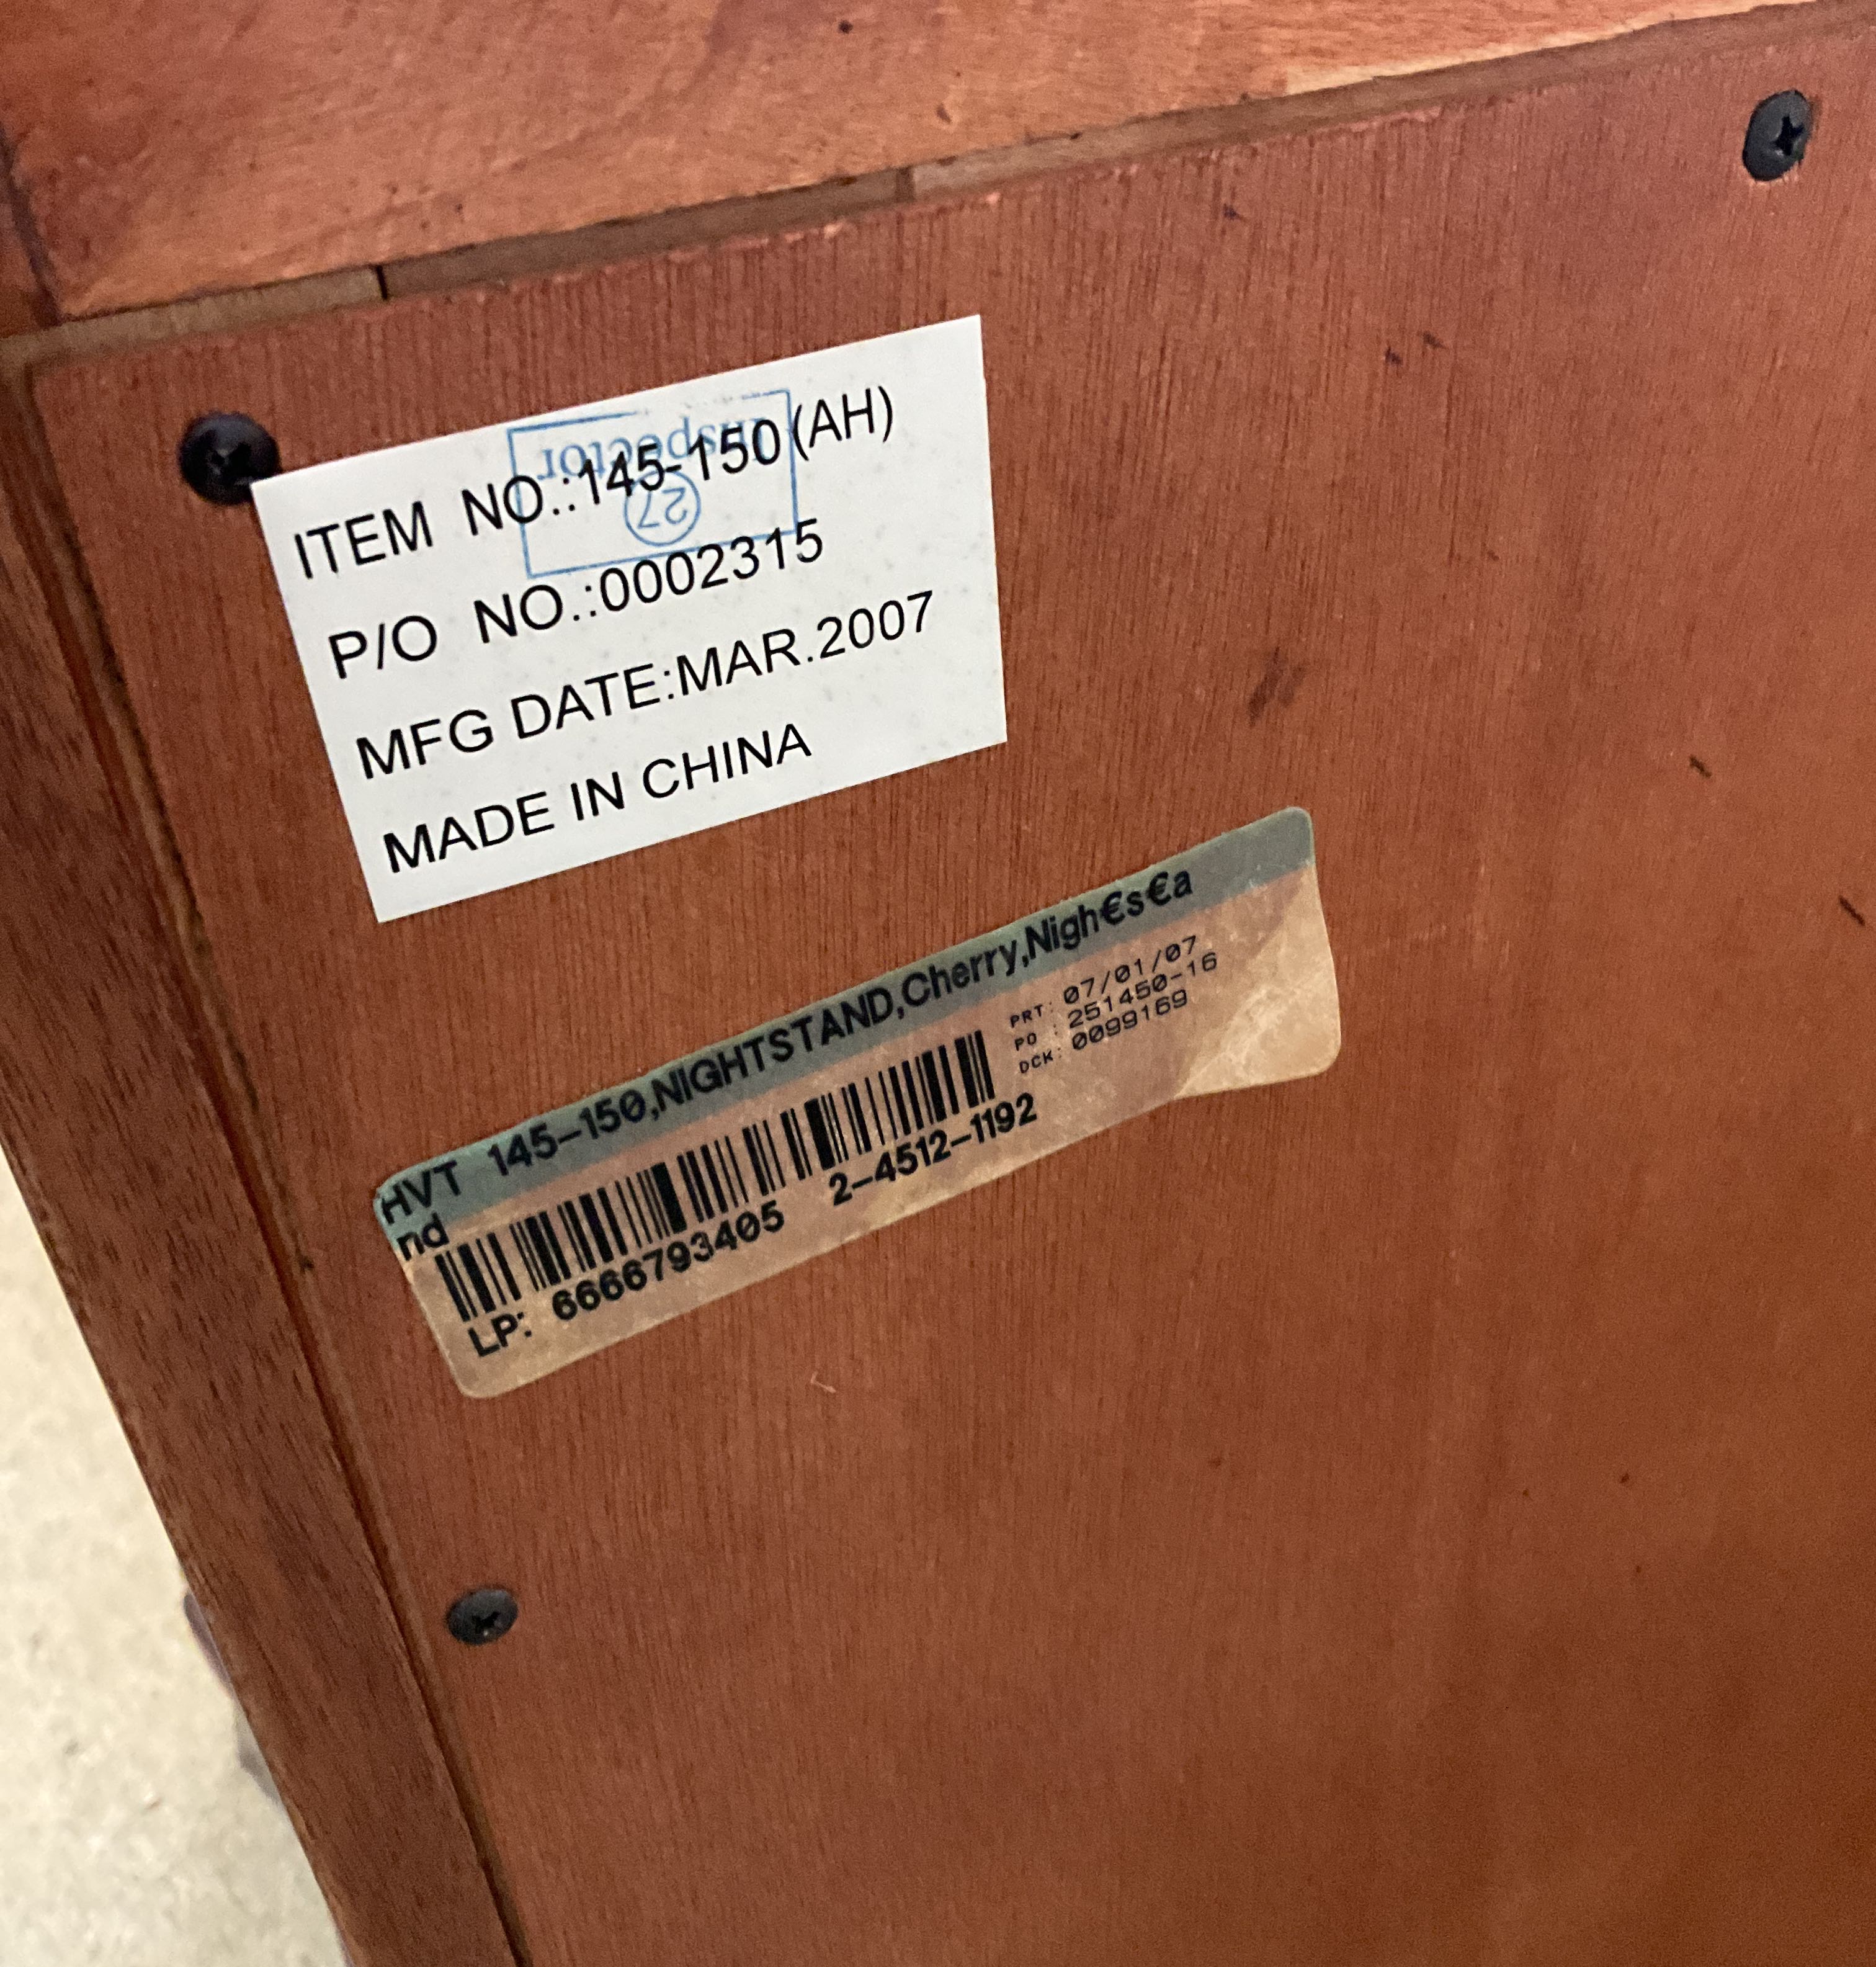 Inspector
27
ITEM NO.:145-150(AH)
P/O NO.:0002315
MFG DATE:MAR.2007
MADE IN CHINA
HVT 145-150,NIGHTSTAND,Cherry,Nigh€s€a
nd
PRT: 07/01/07
PO : 251450-16
DCK: 0099169
LP: 6666793405 2-4512-1192